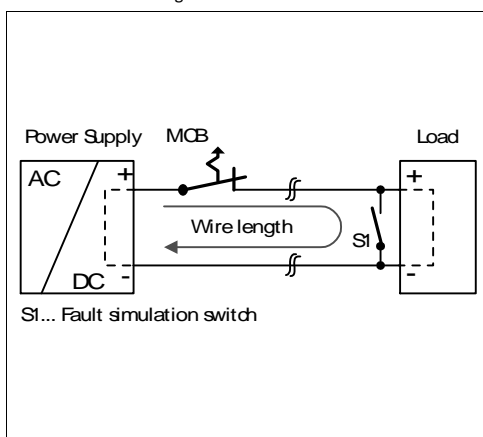 Power Supply MCB Load
AC + +
Wire length
S1
DC - -
S1... Fault simulation switch